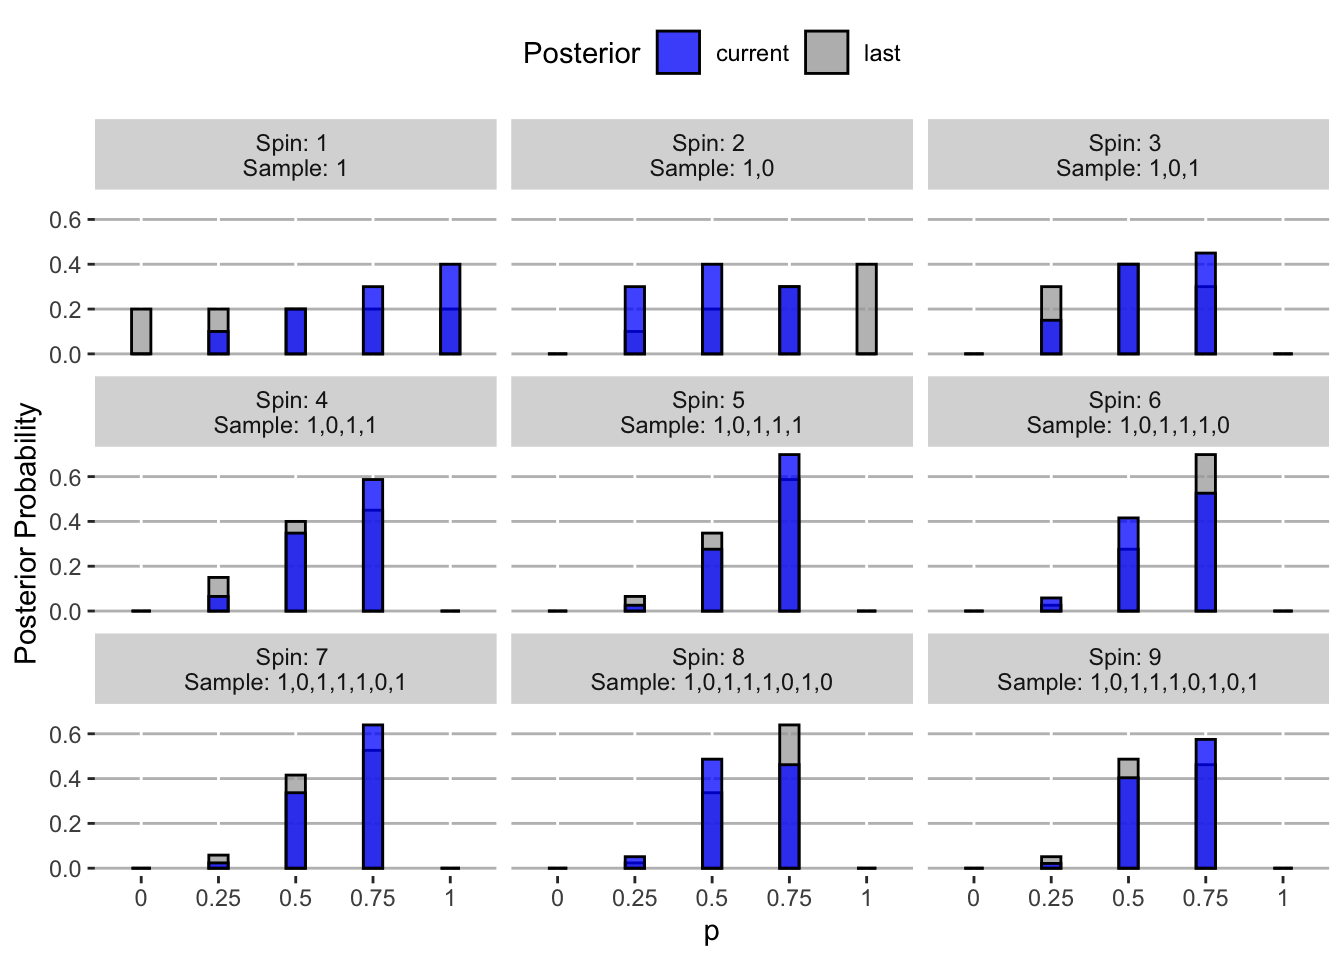 Posterior current last
Spin: 1
Sample: 1
Spin: 2
Sample: 1,0
Spin: 3
Sample: 1,0,1
0.6
0.4
0.2
0.0
Spin: 4
Sample: 1,0,1,1
Spin: 5
Sample: 1,0,1,1,1
Spin: 6
Sample: 1,0,1,1,1,0
0.6
0.4
0.2
0.0
Posterior Probability
Spin: 7
Sample: 1,0,1,1,1,0,1
Spin: 8
Sample: 1,0,1,1,1,0,1,0
Spin: 9
Sample: 1,0,1,1,1,0,1,0,1
0.6
0.4
0.2
0.0
0 0.25 0.5 0.75 1
0 0.25 0.5 0.75 1
0 0.25 0.5 0.75 1
p